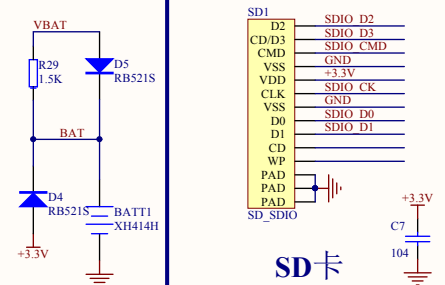 VBAT
R29
1.5K
D5
RB521S
BAT
D4
RB521S
BATT1
XH414H
+3.3V
SD1
D2 SDIO_D2
CD/D3 SDIO_D3
CMD SDIO_CMD
VSS GND
VDD +3.3V
CLK SDIO_CK
VSS GND
D0 SDIO_D0
D1 SDIO_D1
CD
WP
PAD
PAD
PAD
SD_SDIO
+3.3V
C7
104
SD卡